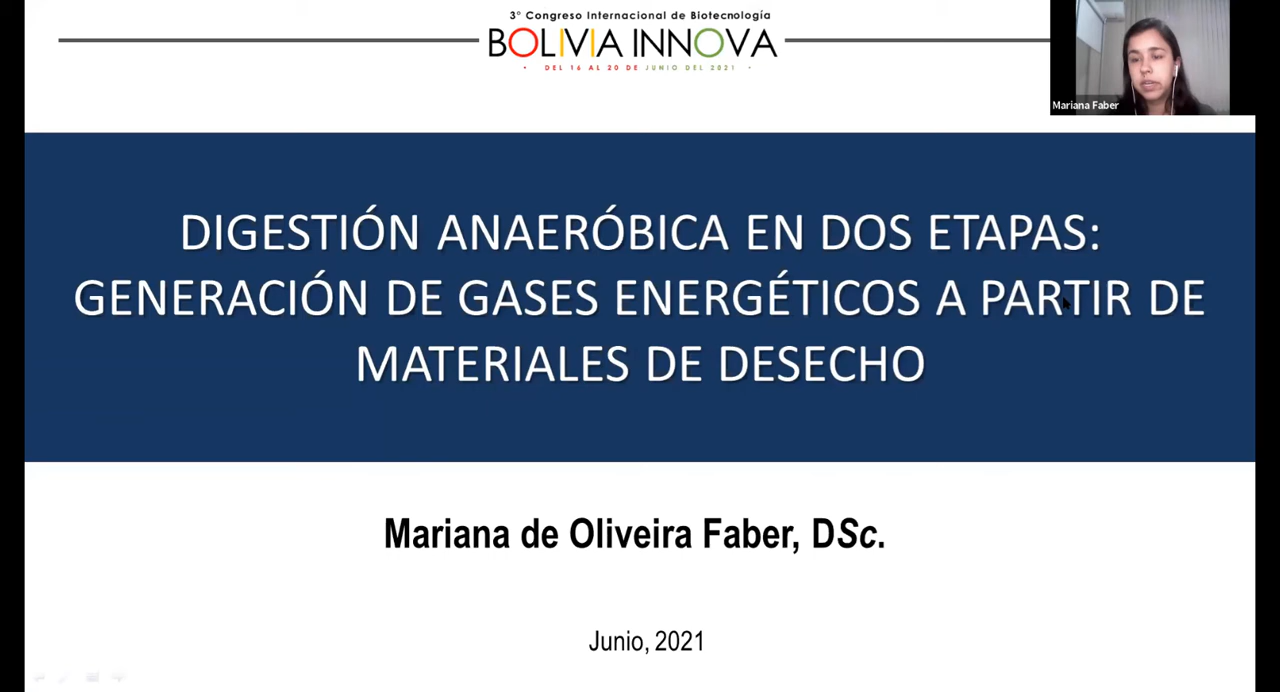 3° Congreso Internacional de Biotecnología
BOLIVIA INNOVA
DEL 16 AL 20 DE JUNIO DEL 2021
Mariana Faber
DIGESTIÓN ANAERÓBICA EN DOS ETAPAS:
GENERACIÓN DE GASES ENERGÉTICOS A PARTIR DE
MATERIALES DE DESECHO
Mariana de Oliveira Faber, DSc.
Junio, 2021